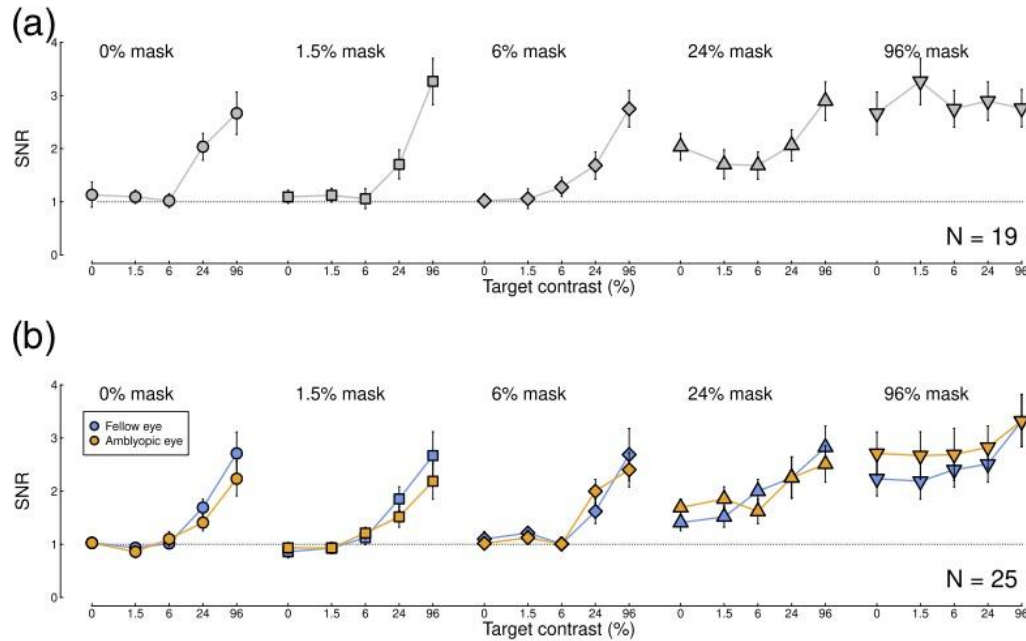 (a)
0% mask 1.5% mask 6% mask 24% mask 96% mask
4
3
2
1
0
SNR
N = 19
0 1.5 6 24 96 0 1.5 6 24 96 0 1.5 6 24 96 0 1.5 6 24 96 0 1.5 6 24 96
Target contrast (%)
(b)
0% mask 1.5% mask 6% mask 24% mask 96% mask
Fellow eye
Amblyopic eye
4
3
2
1
0
SNR
N = 25
0 1.5 6 24 96 0 1.5 6 24 96 0 1.5 6 24 96 0 1.5 6 24 96 0 1.5 6 24 96
Target contrast (%)